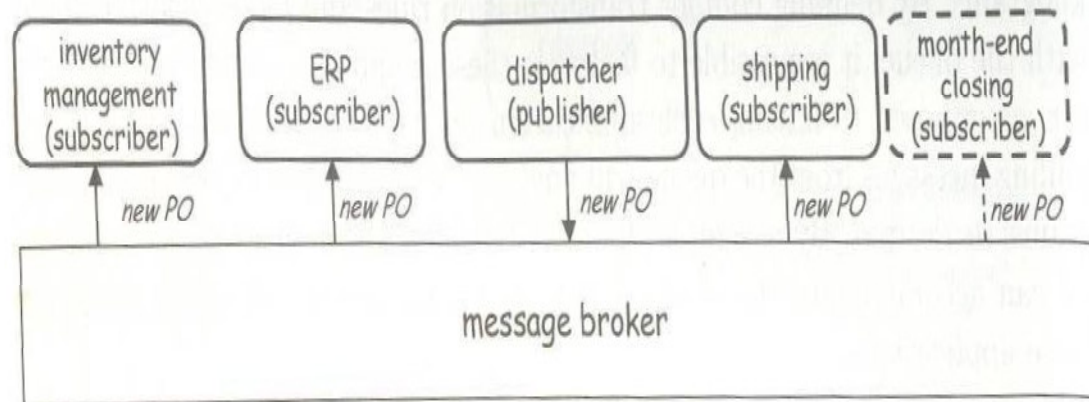 inventory
management
(subscriber)
ERP
(subscriber)
dispatcher
(publisher)
shipping
(subscriber)
month-end
closing
(subscriber)
new PO
new PO
new PO
new PO
new PO
message broker